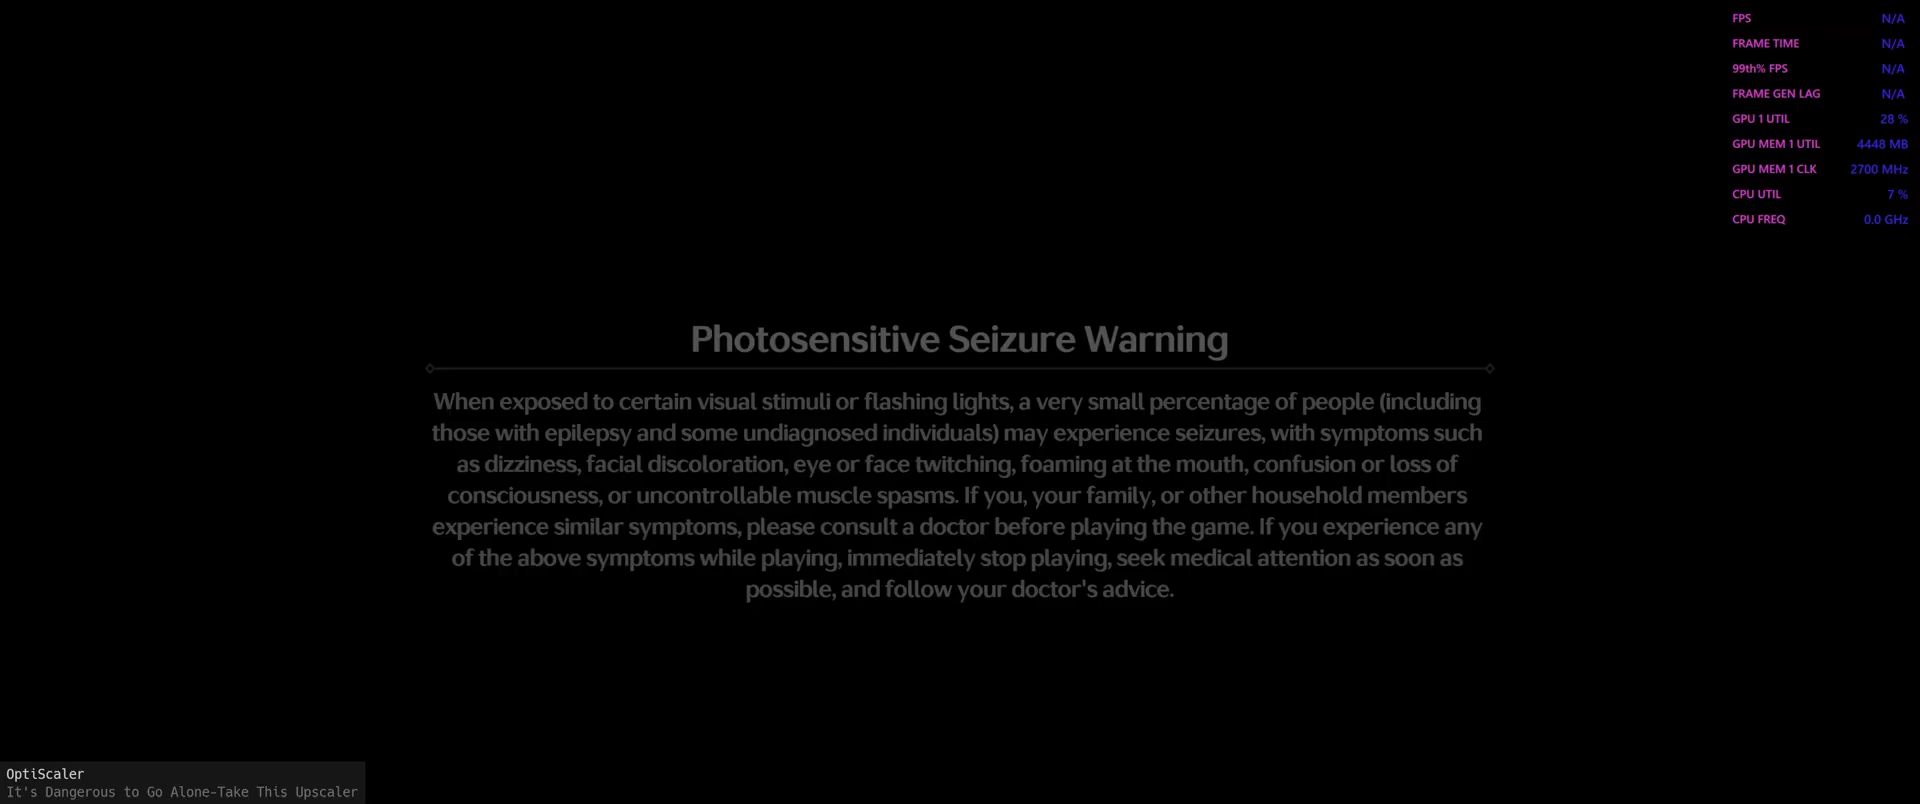 FPS N/A
FRAME TIME N/A
99th% FPS N/A
FRAME GEN LAG N/A
GPU 1 UTIL 28 %
GPU MEM 1 UTIL 4448 MB
GPU MEM 1 CLK 2700 MHz
CPU UTIL 7 %
CPU FREQ 0.0 GHz
Photosensitive Seizure Warning
When exposed to certain visual stimuli or flashing lights, a very small percentage of people (including
those with epilepsy and some undiagnosed individuals) may experience seizures, with symptoms such
as dizziness, facial discoloration, eye or face twitching, foaming at the mouth, confusion or loss of
consciousness, or uncontrollable muscle spasms. If you, your family, or other household members
experience similar symptoms, please consult a doctor before playing the game. If you experience any
of the above symptoms while playing, immediately stop playing, seek medical attention as soon as
possible, and follow your doctor's advice.
OptiScaler
It's Dangerous to Go Alone-Take This Upscaler